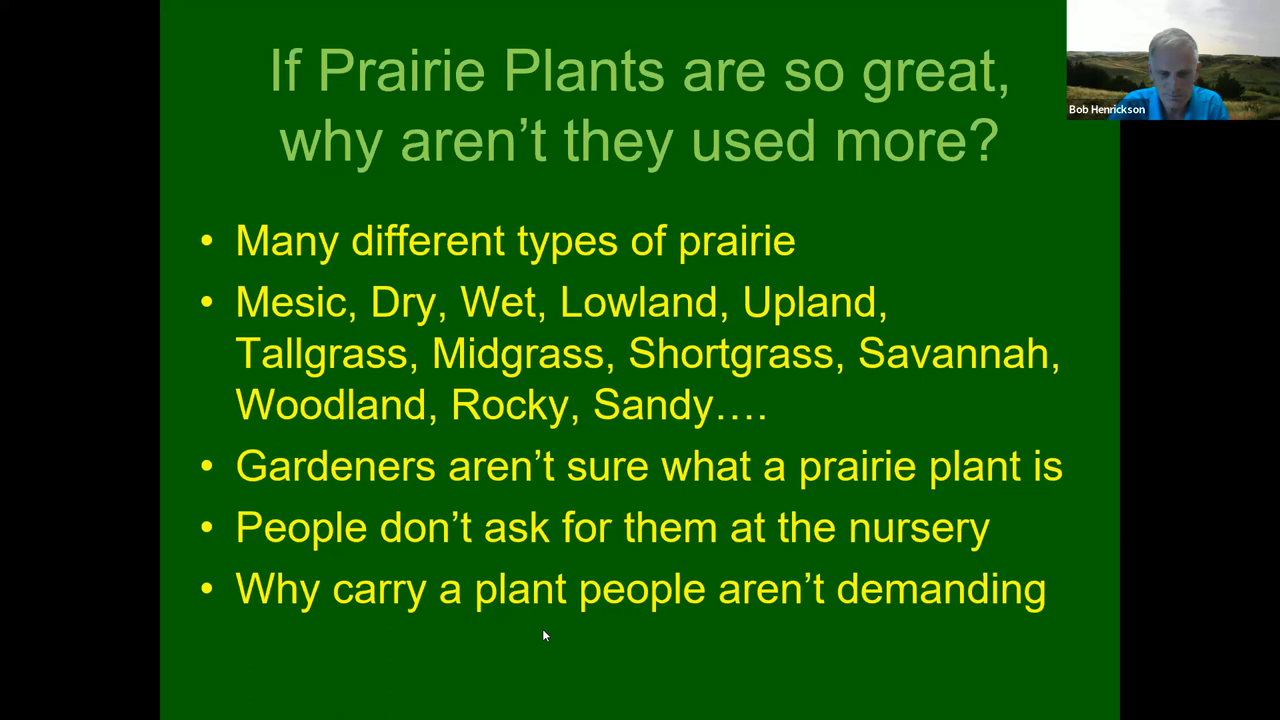 If Prairie Plants are so great,
why aren’t they used more?
Bob Henrickson
• Many different types of prairie
• Mesic, Dry, Wet, Lowland, Upland,
Tallgrass, Midgrass, Shortgrass, Savannah,
Woodland, Rocky, Sandy….
• Gardeners aren’t sure what a prairie plant is
• People don’t ask for them at the nursery
• Why carry a plant people aren’t demanding